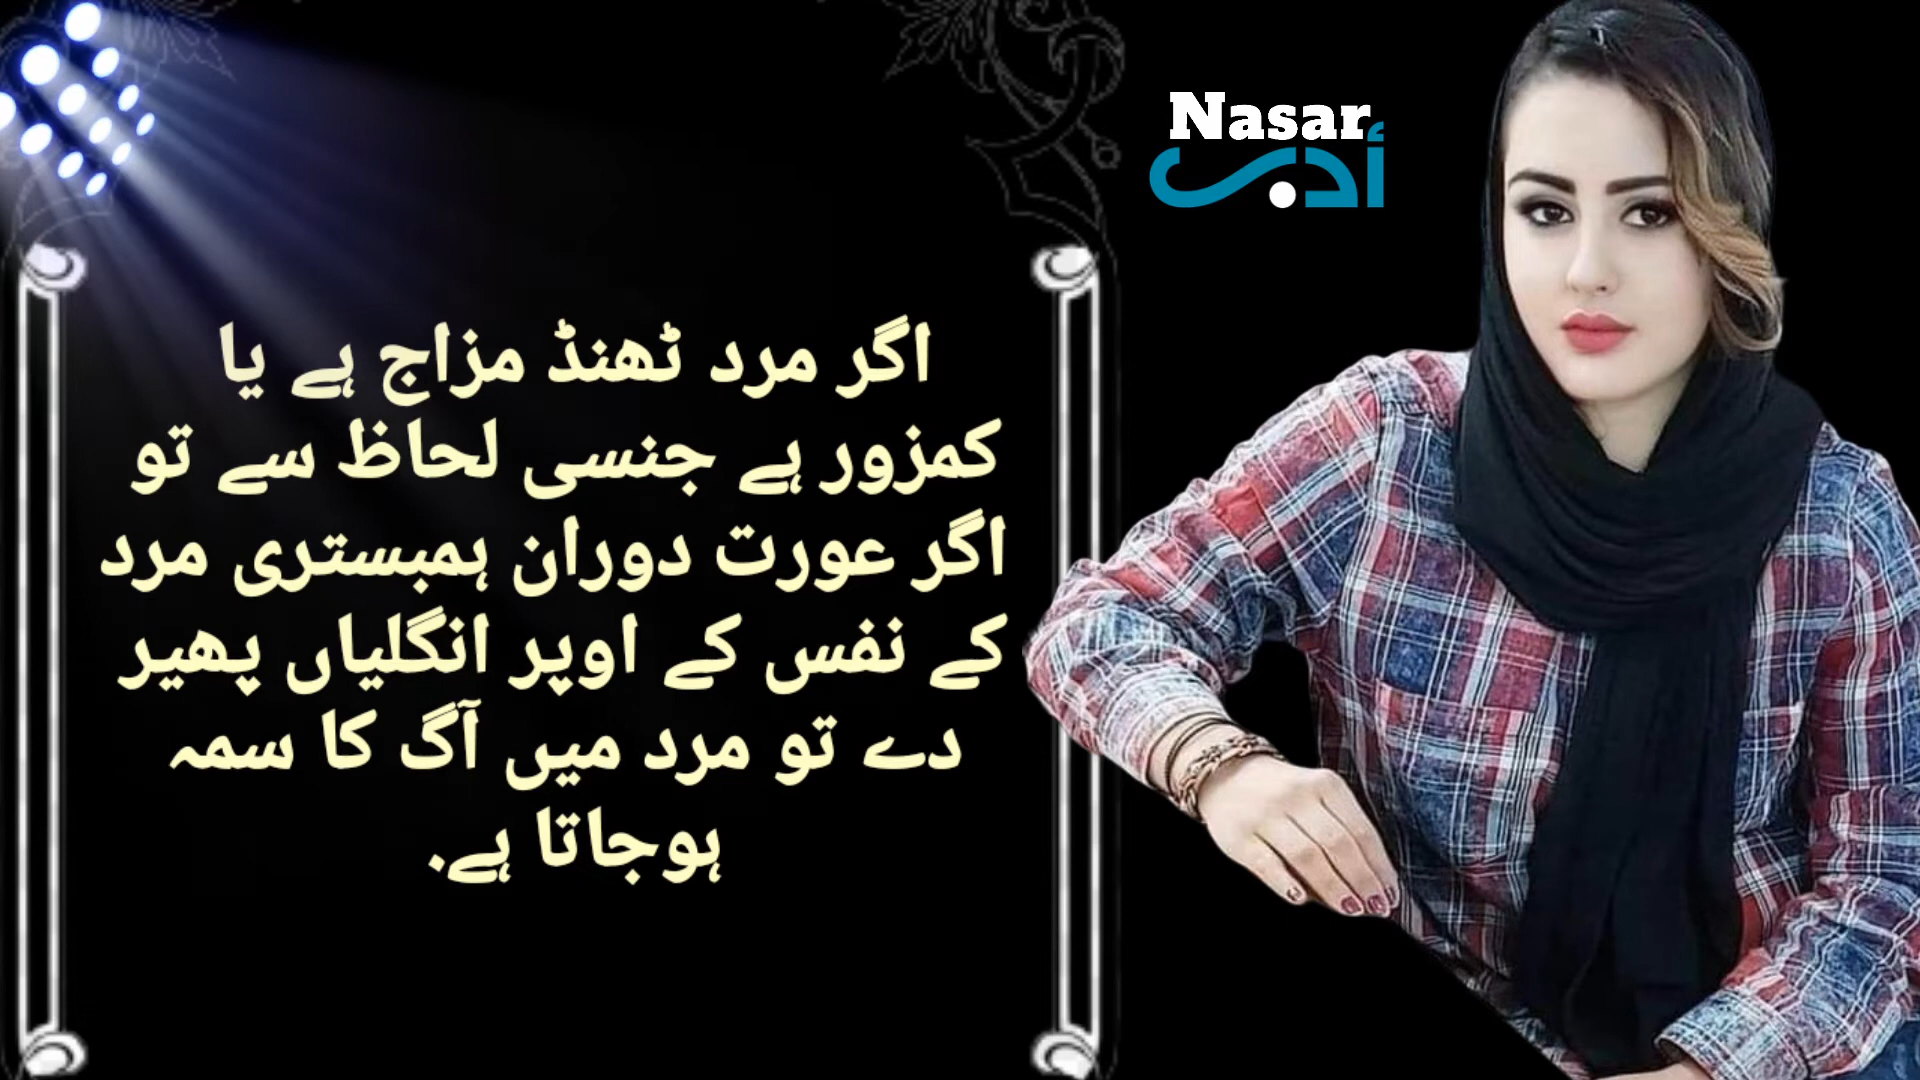 Nasar
أدب
اگر مرد ٹھنڈ مزاج ہے یا
کمزور ہے جنسی لحاظ سے تو
اگر عورت دوران ہمبستری مرد
کے نفس کے اوپر انگلیاں پھیر
دے تو مرد میں آگ کا سمہ
ہوجاتا ہے.